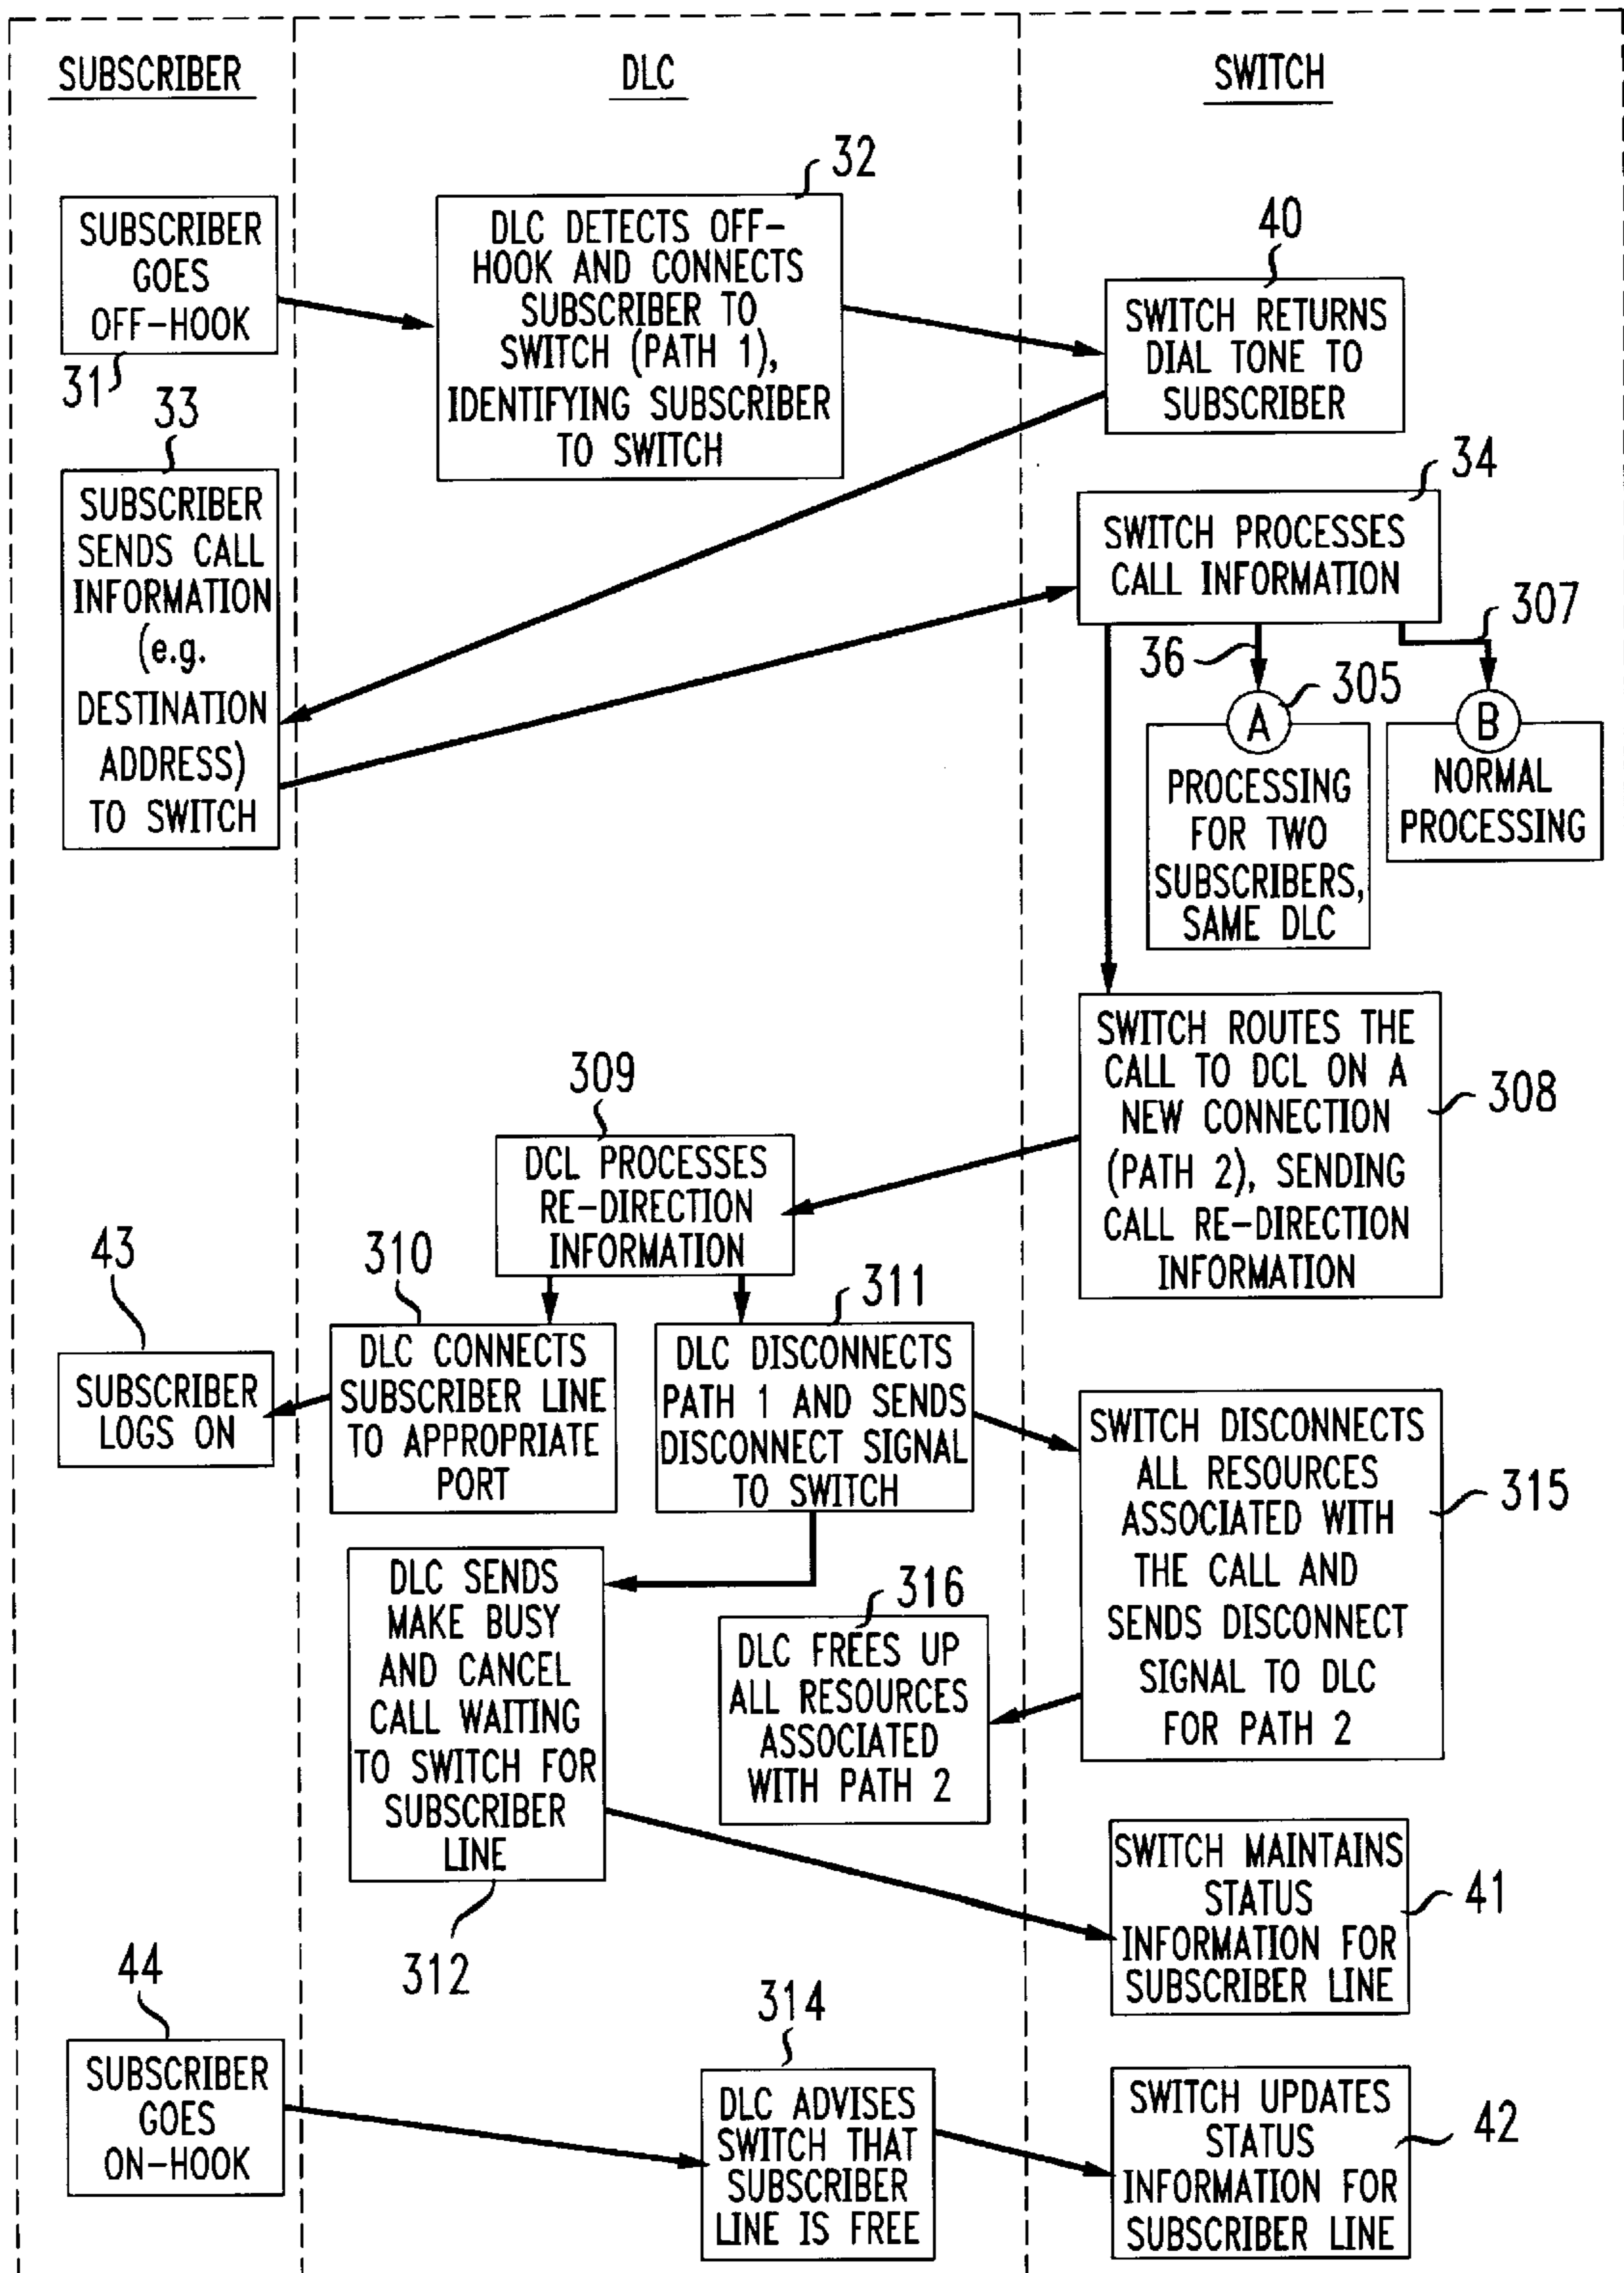 SUBSCRIBER
DLC
SWITCH
32
DLC DETECTS OFF-
HOOK AND CONNECTS
SUBSCRIBER TO
SWITCH (PATH 1),
IDENTIFYING SUBSCRIBER
TO SWITCH
SUBSCRIBER
GOES
OFF-HOOK
31
40
SWITCH RETURNS
DIAL TONE TO
SUBSCRIBER
33
SUBSCRIBER
SENDS CALL
INFORMATION
(e.g.
DESTINATION
ADDRESS)
TO SWITCH
34
SWITCH PROCESSES
CALL INFORMATION
36
305
307
A
PROCESSING
FOR TWO
SUBSCRIBERS,
SAME DLC
B
NORMAL
PROCESSING
SWITCH ROUTES THE
CALL TO DCL ON A
NEW CONNECTION
(PATH 2), SENDING
CALL RE-DIRECTION
INFORMATION
308
309
DCL PROCESSES
RE-DIRECTION
INFORMATION
43
SUBSCRIBER
LOGS ON
310
DLC CONNECTS
SUBSCRIBER LINE
TO APPROPRIATE
PORT
311
DLC DISCONNECTS
PATH 1 AND SENDS
DISCONNECT SIGNAL
TO SWITCH
SWITCH DISCONNECTS
ALL RESOURCES
ASSOCIATED WITH
THE CALL AND
SENDS DISCONNECT
SIGNAL TO DLC
FOR PATH 2
315
DLC SENDS
MAKE BUSY
AND CANCEL
CALL WAITING
TO SWITCH FOR
SUBSCRIBER
LINE
312
316
DLC FREES UP
ALL RESOURCES
ASSOCIATED
WITH PATH 2
SWITCH MAINTAINS
STATUS
INFORMATION FOR
SUBSCRIBER LINE
41
44
SUBSCRIBER
GOES
ON-HOOK
314
DLC ADVISES
SWITCH THAT
SUBSCRIBER
LINE IS FREE
SWITCH UPDATES
STATUS
INFORMATION FOR
SUBSCRIBER LINE
42